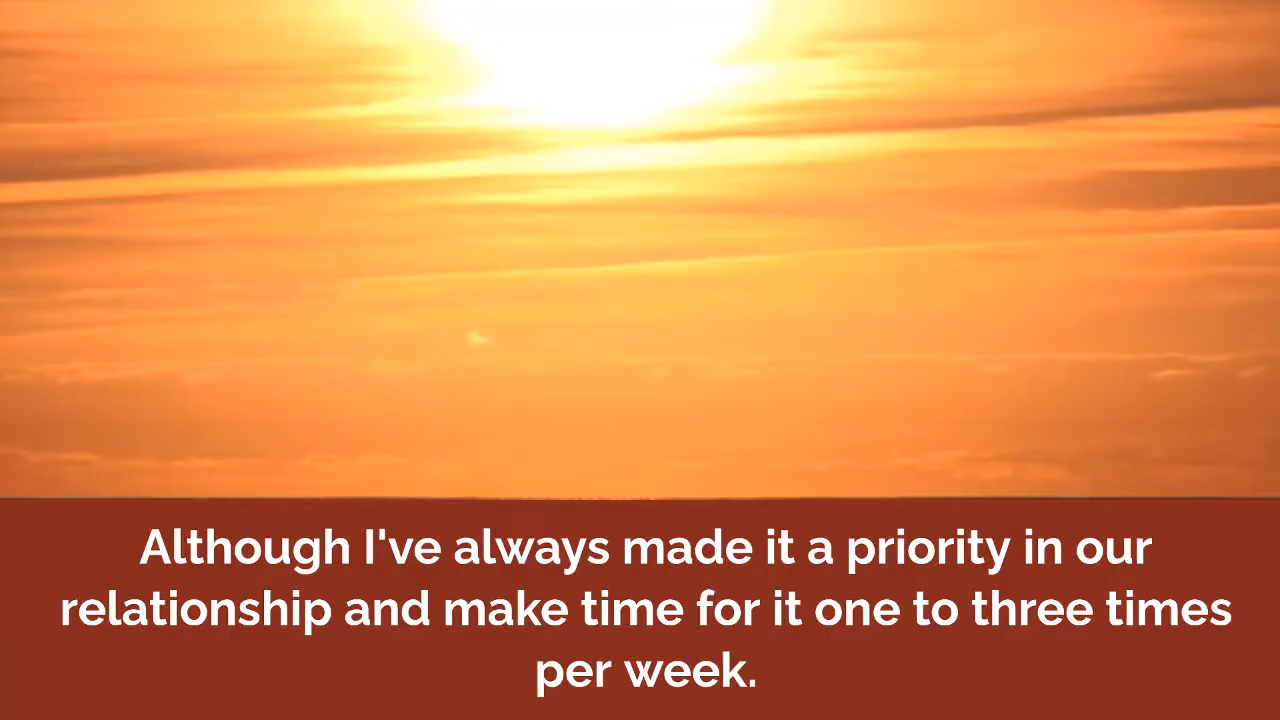 Although I've always made it a priority in our
relationship and make time for it one to three times
per week.